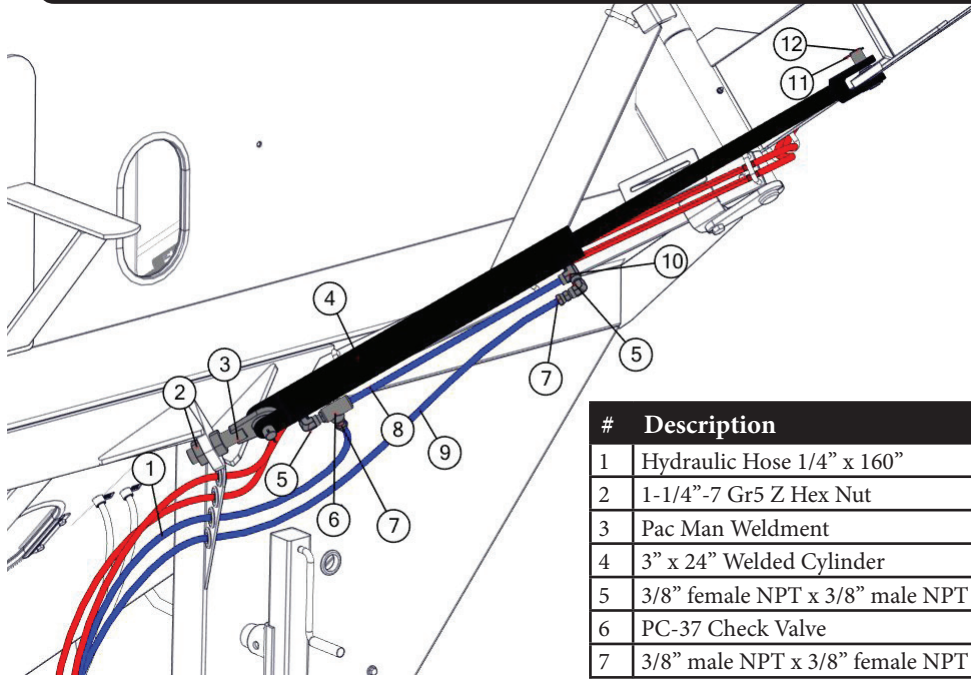 12
11
10
4
5
7
3
2
8
9
1
5
6
7
# Description
1 Hydraulic Hose 1/4” x 160”
2 1-1/4”-7 Gr5 Z Hex Nut
3 Pac Man Weldment
4 3” x 24” Welded Cylinder
5 3/8” female NPT x 3/8” male NPT
6 PC-37 Check Valve
7 3/8” male NPT x 3/8” female NPT